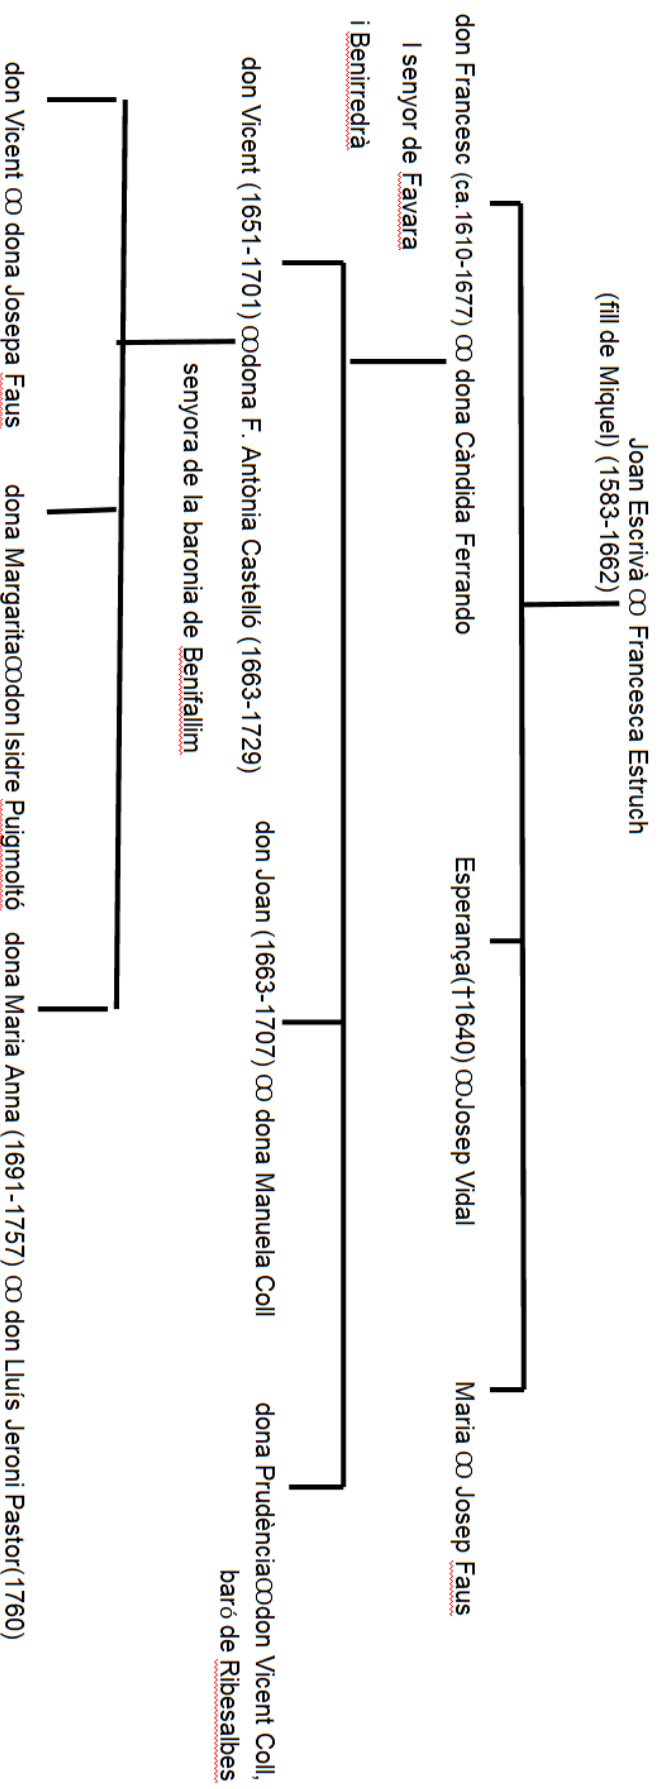 Joan Escrivà ꝏ Francesca Estruch
(fill de Miquel) (1583-1662)
don Francesc (ca.1610-1677) ꝏ dona Càndida Ferrando
I senyor de Favara
i Benirredrà
Esperança(†1640) ꝏJosep Vidal
Maria ꝏ Josep Faus
don Vicent (1651-1701) ꝏdona F. Antònia Castelló (1663-1729)
senyora de la baronia de Benifallim
don Joan (1663-1707) ꝏ dona Manuela Coll
dona Prudènciaꝏdon Vicent Coll,
baró de Ribesalbes
don Vicent ꝏ dona Josepa Faus
dona Margaritaꝏdon Isidre Puigmoltó
dona Maria Anna (1691-1757) ꝏ don Lluís Jeroni Pastor(1760)